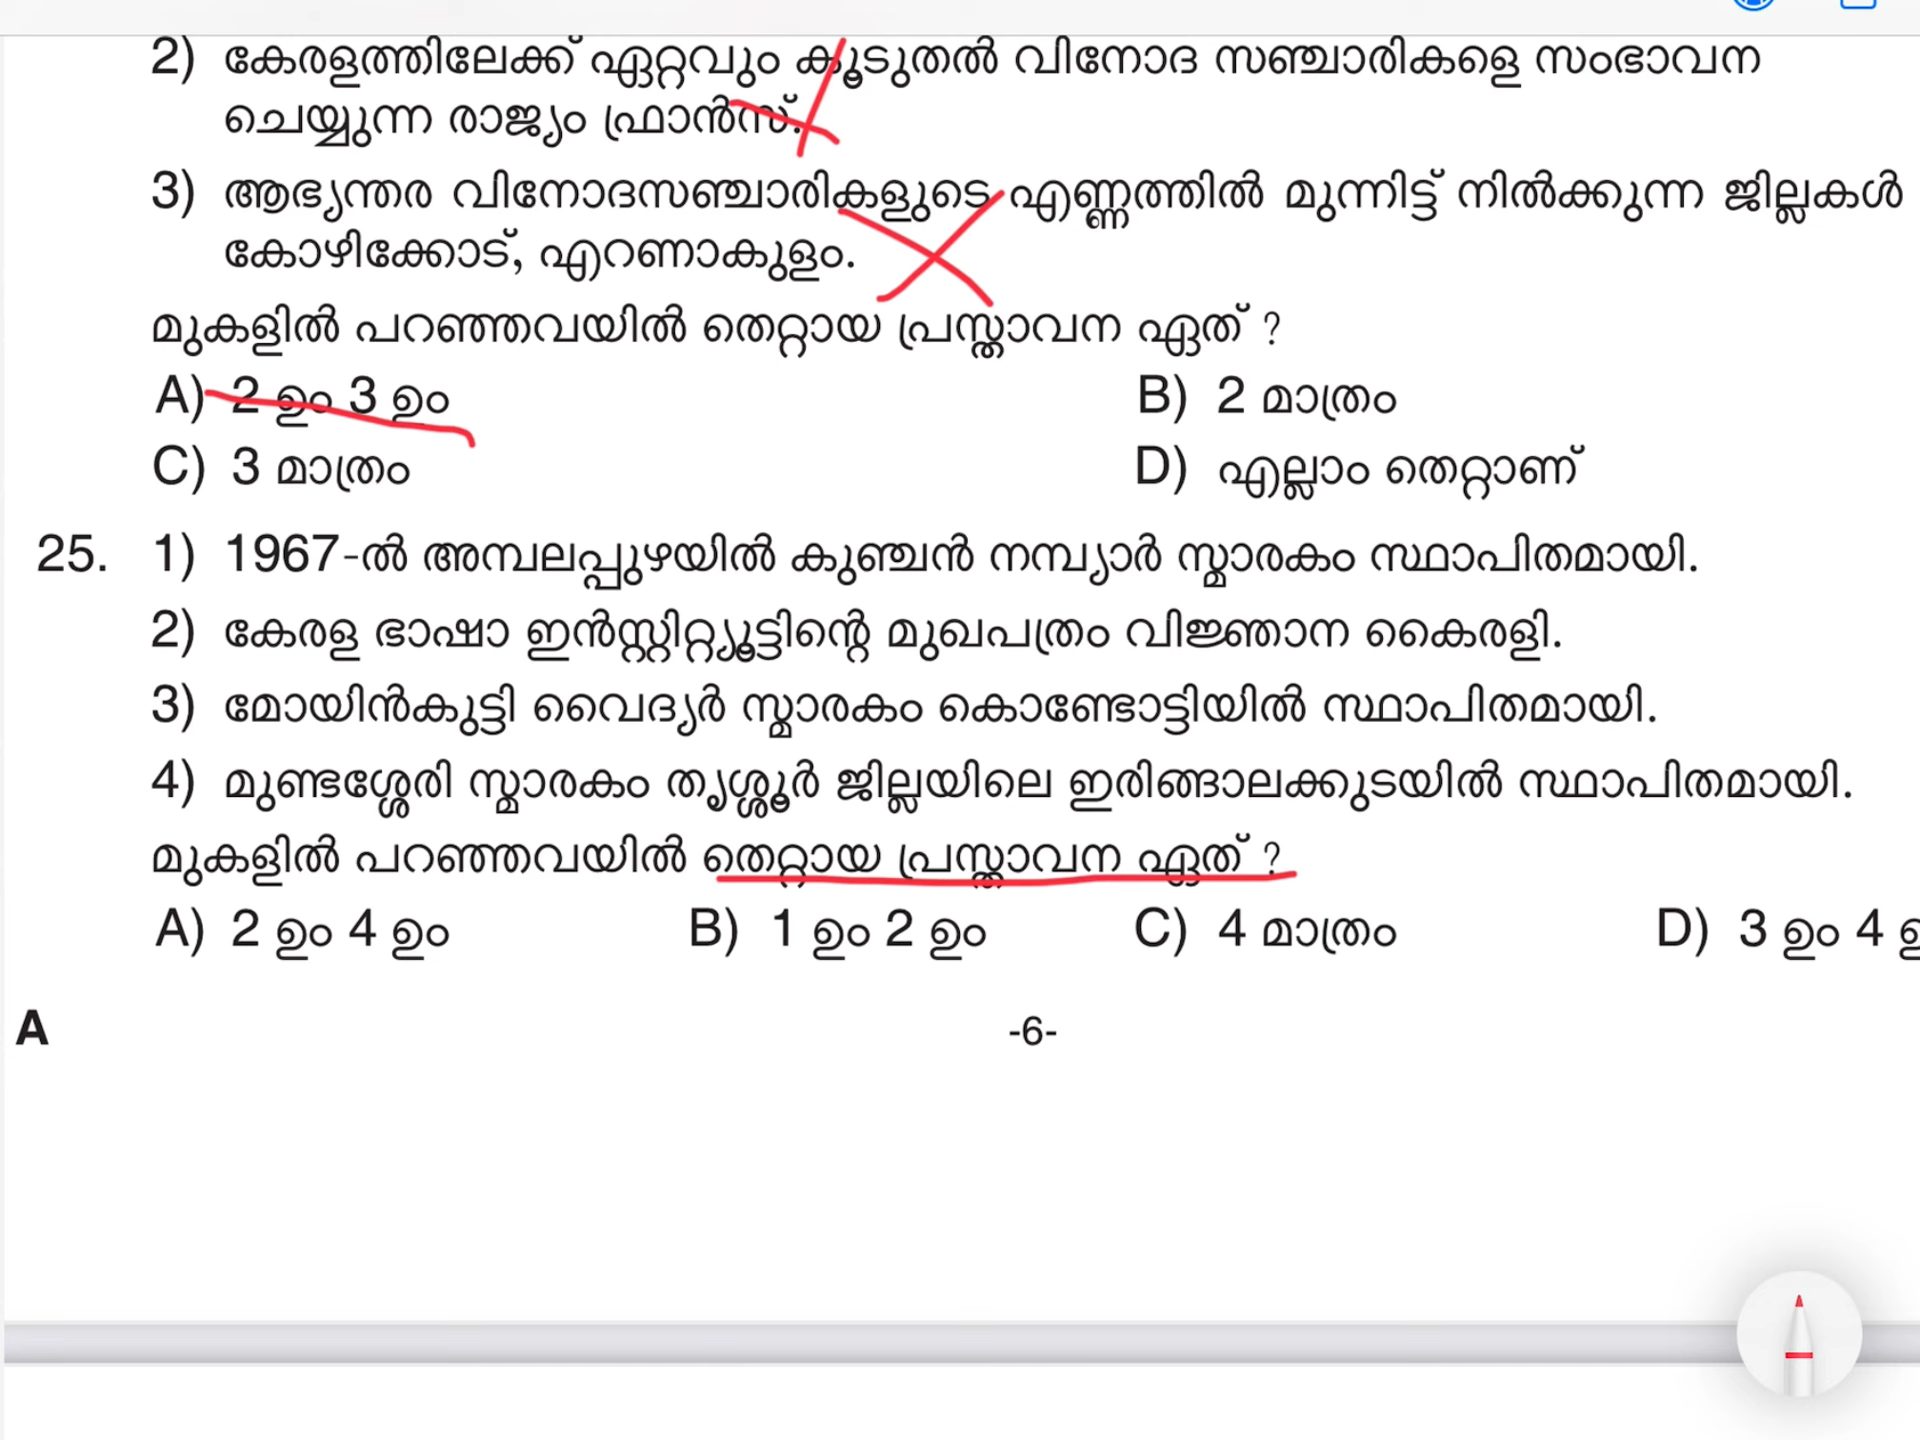 2) കേരളത്തിലേക്ക് ഏറ്റവും കൂടുതൽ വിനോദ സഞ്ചാരികളെ സംഭാവന
ചെയ്യുന്ന രാജ്യം ഫ്രാൻസ്.
3) ആഭ്യന്തര വിനോദസഞ്ചാരികളുടെ എണ്ണത്തിൽ മുന്നിട്ട് നിൽക്കുന്ന ജില്ലകൾ
കോഴിക്കോട്, എറണാകുളം.
മുകളിൽ പറഞ്ഞവയിൽ തെറ്റായ പ്രസ്താവന ഏത് ?
A) 2 ഉം 3 ഉം B) 2 മാത്രം
C) 3 മാത്രം D) എല്ലാം തെറ്റാണ്
25. 1) 1967-ൽ അമ്പലപ്പുഴയിൽ കുഞ്ചൻ നമ്പ്യാർ സ്മാരകം സ്ഥാപിതമായി.
2) കേരള ഭാഷാ ഇൻസ്റ്റിറ്റ്യൂട്ടിന്റെ മുഖപത്രം വിജ്ഞാന കൈരളി.
3) മോയിൻകുട്ടി വൈദ്യർ സ്മാരകം കൊണ്ടോട്ടിയിൽ സ്ഥാപിതമായി.
4) മുണ്ടശ്ശേരി സ്മാരകം തൃശ്ശൂർ ജില്ലയിലെ ഇരിങ്ങാലക്കുടയിൽ സ്ഥാപിതമായി.
മുകളിൽ പറഞ്ഞവയിൽ തെറ്റായ പ്രസ്താവന ഏത് ?
A) 2 ഉം 4 ഉം B) 1 ഉം 2 ഉം C) 4 മാത്രം D) 3 ഉം 4
A -6-